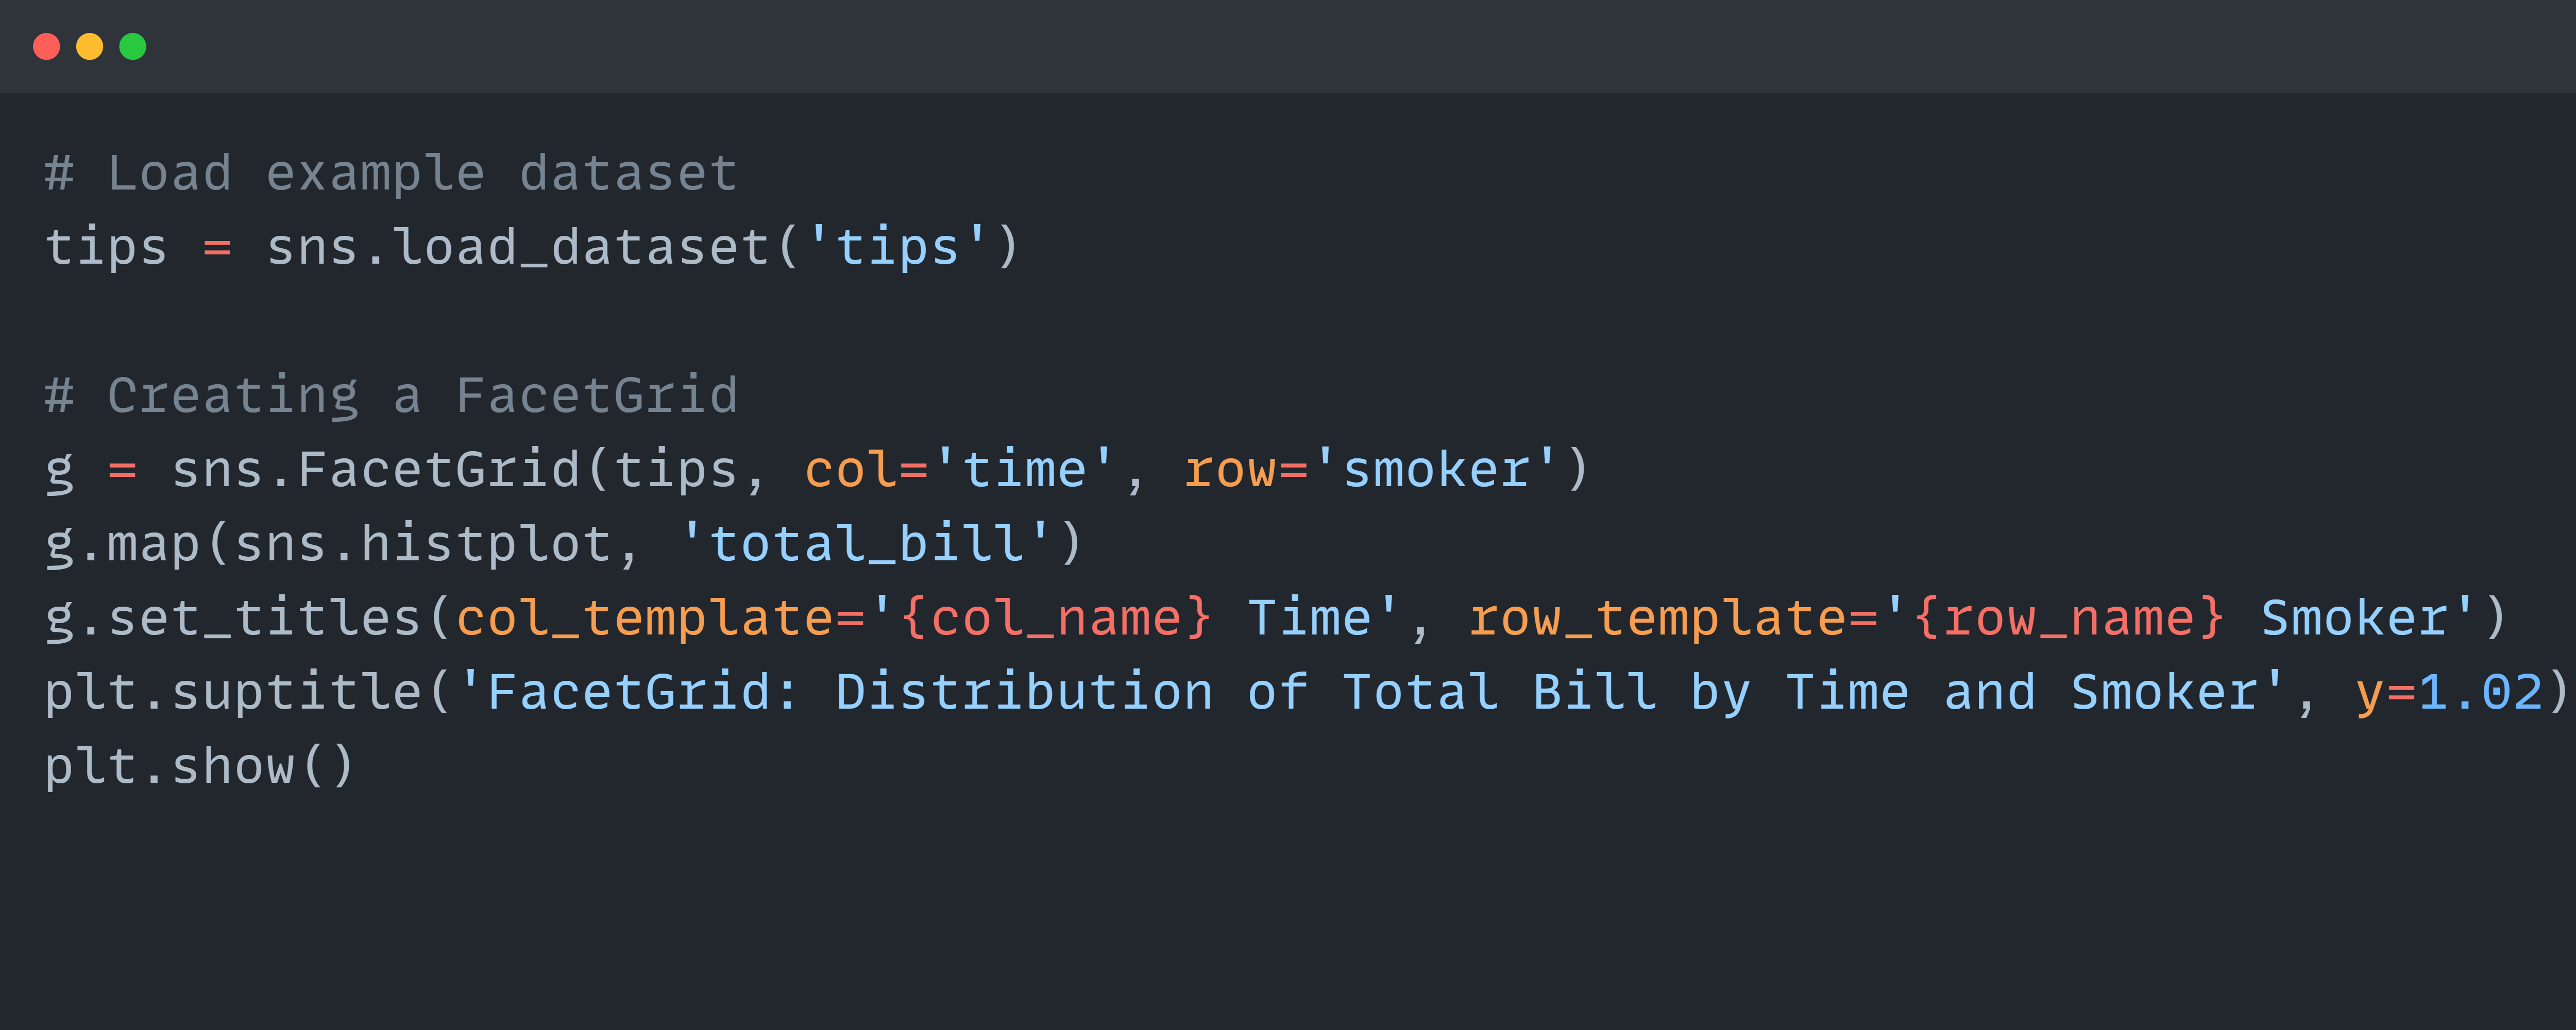 # Load example dataset
tips = sns.load_dataset('tips')

# Creating a FacetGrid
g = sns.FacetGrid(tips, col='time', row='smoker')
g.map(sns.histplot, 'total_bill')
g.set_titles(col_template='{col_name} Time', row_template='{row_name} Smoker')
plt.suptitle('FacetGrid: Distribution of Total Bill by Time and Smoker', y=1.02)
plt.show()